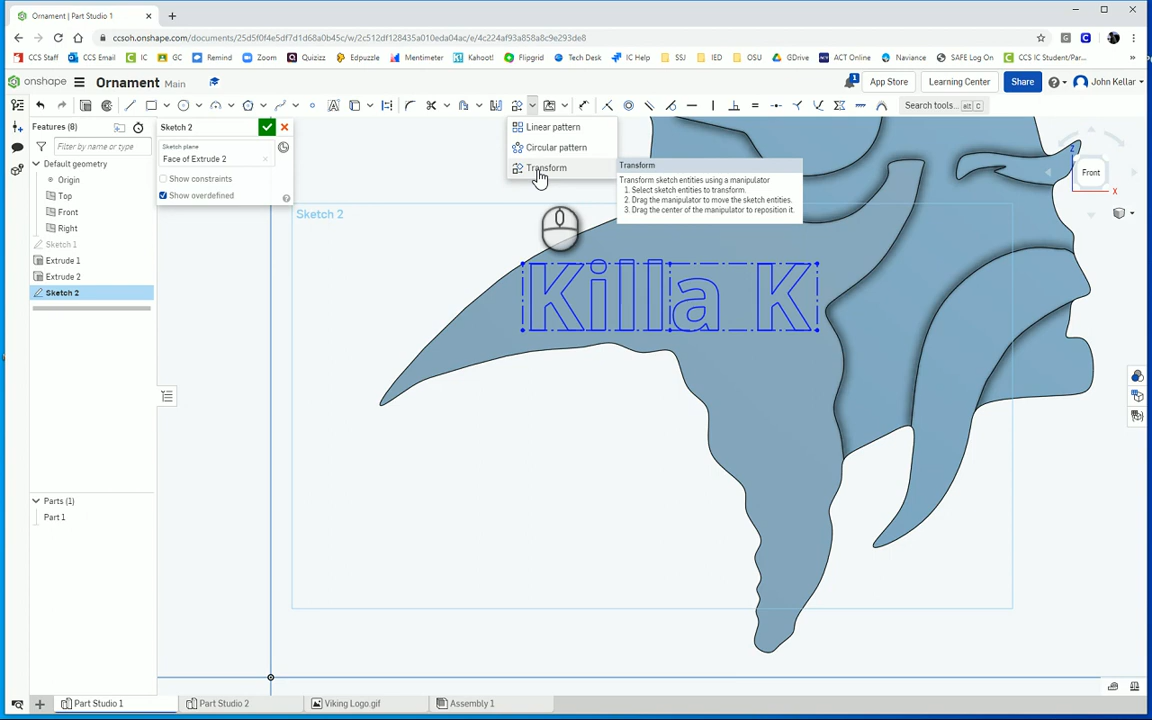 Ornament | Part Studio 1
ccsoh.onshape.com/documents/25d5f0f4e5df7d1d68a0b45c/w/2c512df128435a010eda04ac/e/4c224af93a858a8c9e293de8
CCS Staff
CCS Email
IC
GC
Remind
Zoom
Quizizz
Edpuzzle
Mentimeter
Kahoot!
Flipgrid
Tech Desk
IC Help
SSJ
IED
OSU
GDrive
ACT Online
Naviance
SAFE Log On
CCS IC Student/Par...
onshape
Ornament Main
App Store
Learning Center
Share
John Kellar
Search tools...
alt C
Features (8)
Filter by name or type
Default geometry
Origin
Top
Front
Right
Sketch 1
Extrude 1
Extrude 2
Sketch 2
Parts (1)
Part 1
Sketch 2
Sketch plane
Face of Extrude 2
Show constraints
Show overdefined
Linear pattern
Circular pattern
Transform
Transform
Transform sketch entities using a manipulator
1. Select sketch entities to transform.
2. Drag the manipulator to move the sketch entities.
3. Drag the center of the manipulator to reposition it.
Sketch 2
Killa K
Z
Front
X
Part Studio 1
Part Studio 2
Viking Logo.gif
Assembly 1